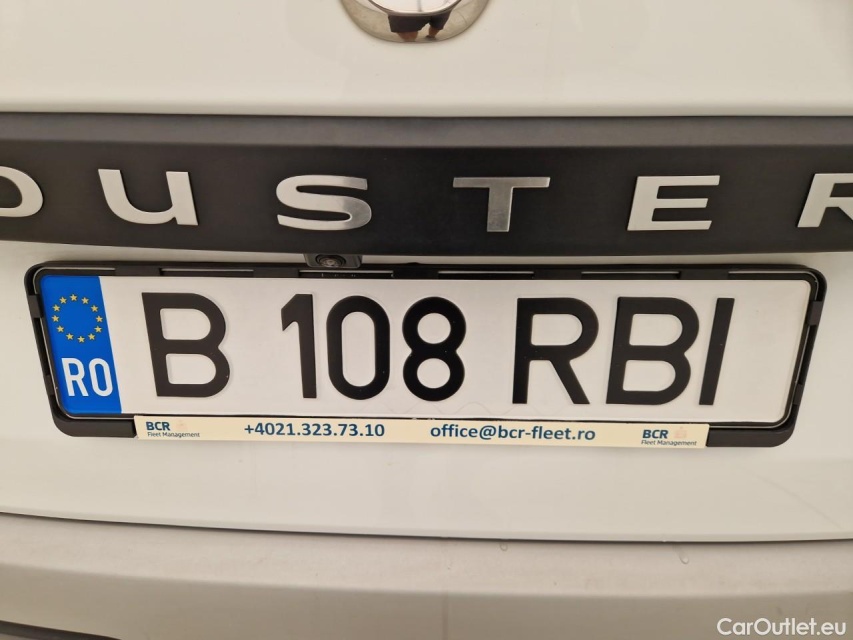 DUSTER
RO
B 108 RBI
BCR
Fleet Management
+4021.323.73.10
office@bcr-fleet.ro
BCR
Fleet Management
CarOutlet.eu